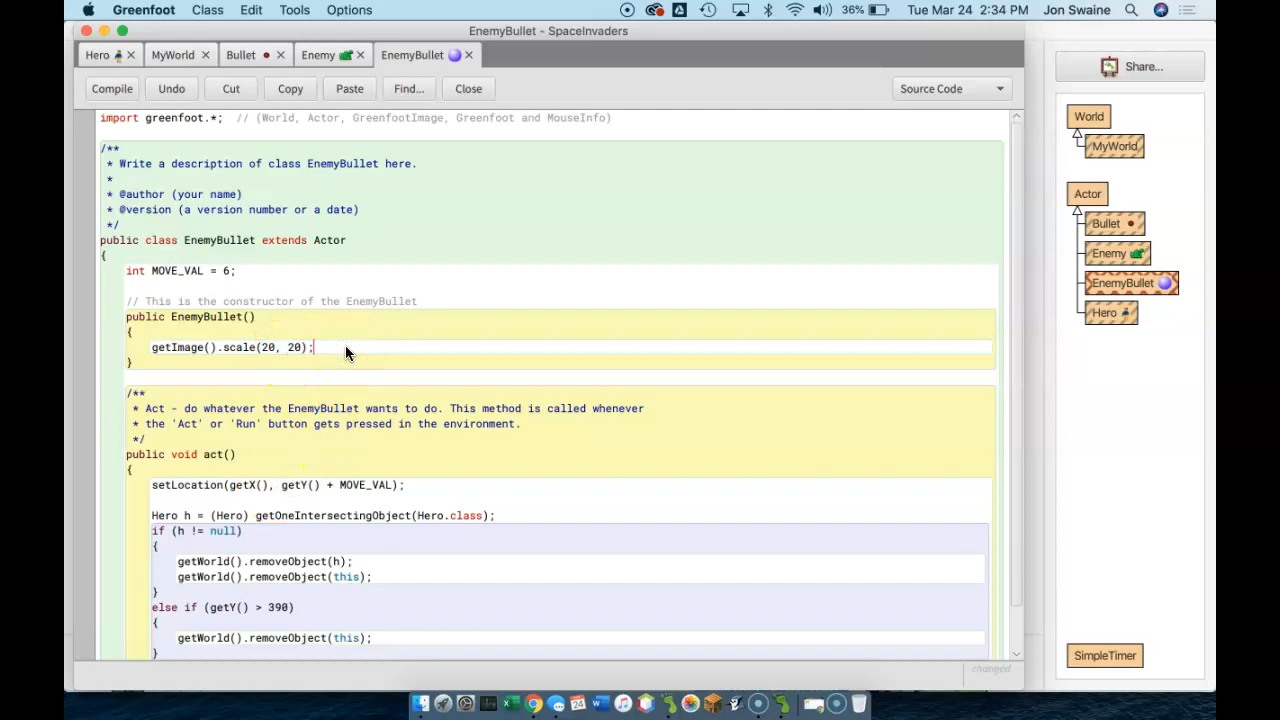 Greenfoot Class Edit Tools Options 36% Tue Mar 24 2:34 PM Jon Swaine
EnemyBullet - SpaceInvaders
Hero MyWorld Bullet Enemy EnemyBullet
Compile Undo Cut Copy Paste Find... Close Source Code
import greenfoot.*; // (World, Actor, GreenfootImage, Greenfoot and MouseInfo)
/**
* Write a description of class EnemyBullet here.
*
* @author (your name)
* @version (a version number or a date)
*/
public class EnemyBullet extends Actor
{
int MOVE_VAL = 6;
// This is the constructor of the EnemyBullet
public EnemyBullet()
{
getImage().scale(20, 20);
}
/**
* Act - do whatever the EnemyBullet wants to do. This method is called whenever
* the 'Act' or 'Run' button gets pressed in the environment.
*/
public void act()
{
setLocation(getX(), getY() + MOVE_VAL);
Hero h = (Hero) getOneIntersectingObject(Hero.class);
if (h != null)
{
getWorld().removeObject(h);
getWorld().removeObject(this);
}
else if (getY() > 390)
{
getWorld().removeObject(this);
}
changed
Share...
World
MyWorld
Actor
Bullet
Enemy
EnemyBullet
Hero
SimpleTimer
24